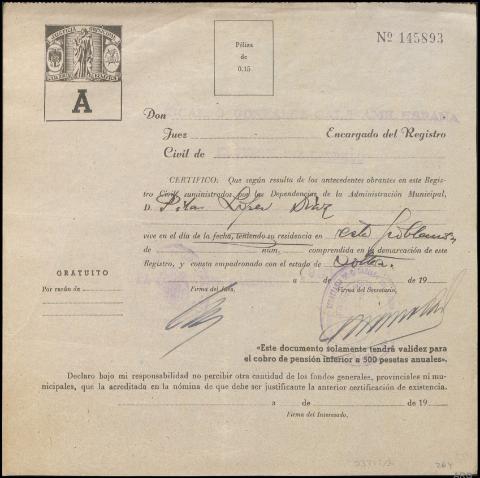 Nº 145893
Póliza
de
0.15
A
Don
Juez Encargado del Registro
Civil de
CERTIFICO: Que según resulta de los antecedentes obrantes en este Regis-
tro Civil, suministrados por las Dependencias de la Administración Municipal,
D. Pilar López Díaz
vive en el día de la fecha, teniendo su residencia en esta
de núm. comprendida en la demarcación de este
Registro, y consta empadronado con el estado de
a de de 19
GRATUITO
Por razón de
Firma del Juez.
Firma del Secretario.
«Este documento solamente tendrá validez para
el cobro de pensión inferior a 500 pesetas anuales».
Declaro bajo mi responsabilidad no percibir otra cantidad de los fondos generales, provinciales ni mu-
nicipales, que la acreditada en la nómina de que debe ser justificante la anterior certificación de existencia.
a de de 19
Firma del Interesado.
264